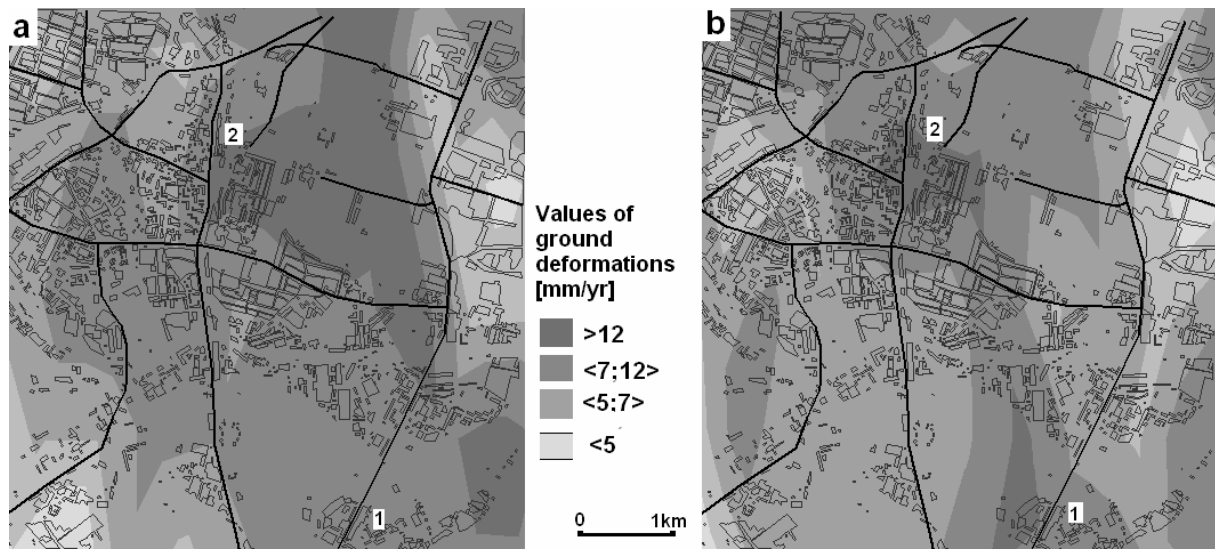 a
b
2
2
Values of
ground
deformations
[mm/yr]
>12
<7;12>
<5;7>
<5
0 1km
1
1